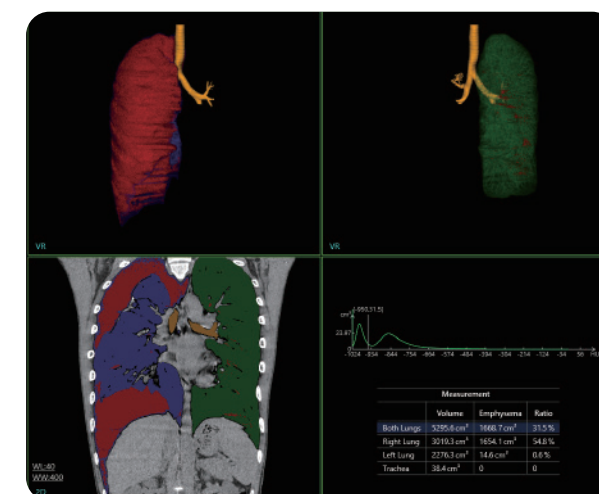 VR
VR
WL:40
WW:400
2D
(-950,31.5)
cm³
23.87
0
-1024 -934 -844 -754 -664 -574 -484 -394 -304 -214 -124 -34 56 HU
Measurement
Volume Emphysema Ratio
Both Lungs 5295.6 cm³ 1668.7 cm³ 31.5 %
Right Lung 3019.3 cm³ 1654.1 cm³ 54.8 %
Left Lung 2276.3 cm³ 14.6 cm³ 0.6 %
Trachea 38.4 cm³ 0 0